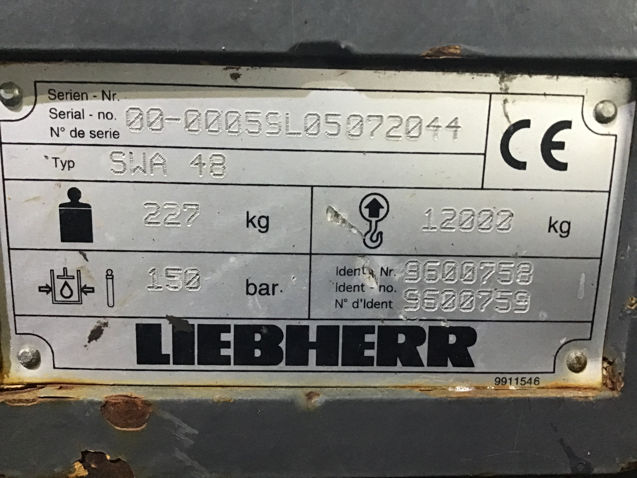 Serien - Nr.
Serial - no. 00-0005SL05072044
N° de serie
Typ SWA 48
CE
227 kg
12000 kg
150 bar.
Ident. Nr. 9600758
Ident - no. 9600759
N° d'Ident
LIEBHERR
9911546